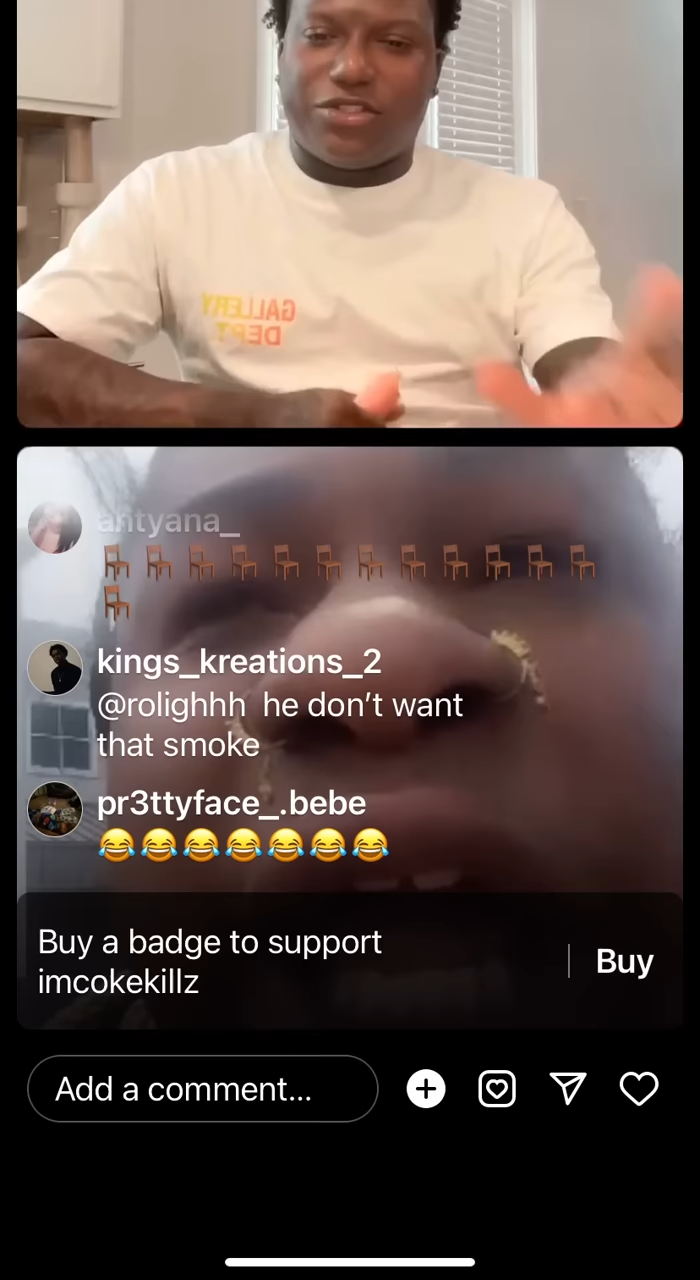 GALLERY
DEPT
antyana_
🪑🪑🪑🪑🪑🪑🪑🪑🪑🪑🪑🪑
🪑
kings_kreations_2
@rolighhh he don’t want
that smoke
pr3ttyface_.bebe
😂😂😂😂😂😂😂
Buy a badge to support
imcokekillz
Buy
Add a comment...